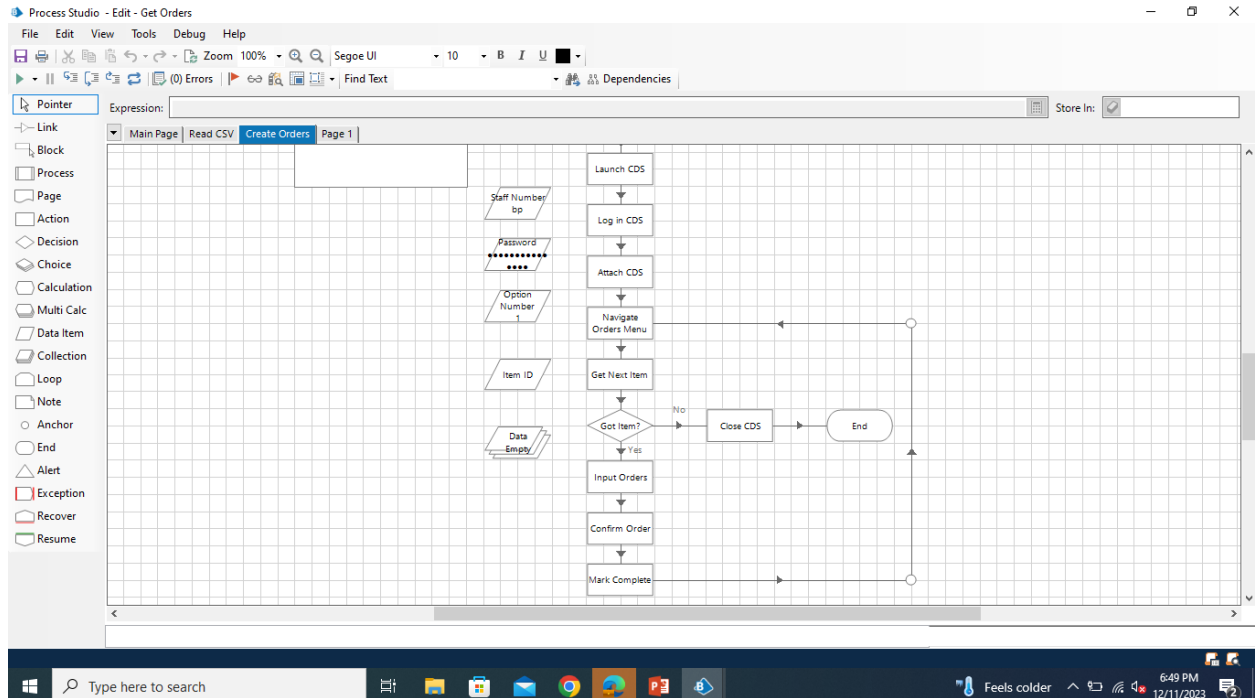 Process Studio - Edit - Get Orders
File Edit View Tools Debug Help
Zoom 100% Segoe UI 10 B I U
(0) Errors Find Text Dependencies
Pointer
Link
Block
Process
Page
Action
Decision
Choice
Calculation
Multi Calc
Data Item
Collection
Loop
Note
Anchor
End
Alert
Exception
Recover
Resume
Expression: Store In:
Main Page Read CSV Create Orders Page 1
Launch CDS
Staff Number
bp
Log in CDS
Password
Attach CDS
Option
Number
1
Navigate
Orders Menu
Item ID
Get Next Item
Got Item?
No
Close CDS
End
Data
Empty
Yes
Input Orders
Confirm Order
Mark Complete
Type here to search
Feels colder
6:49 PM
12/11/2023
2